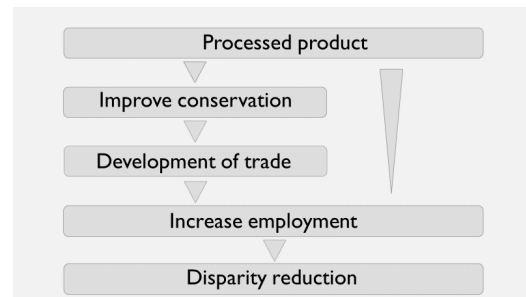 Processed product
Improve conservation
Development of trade
Increase employment
Disparity reduction